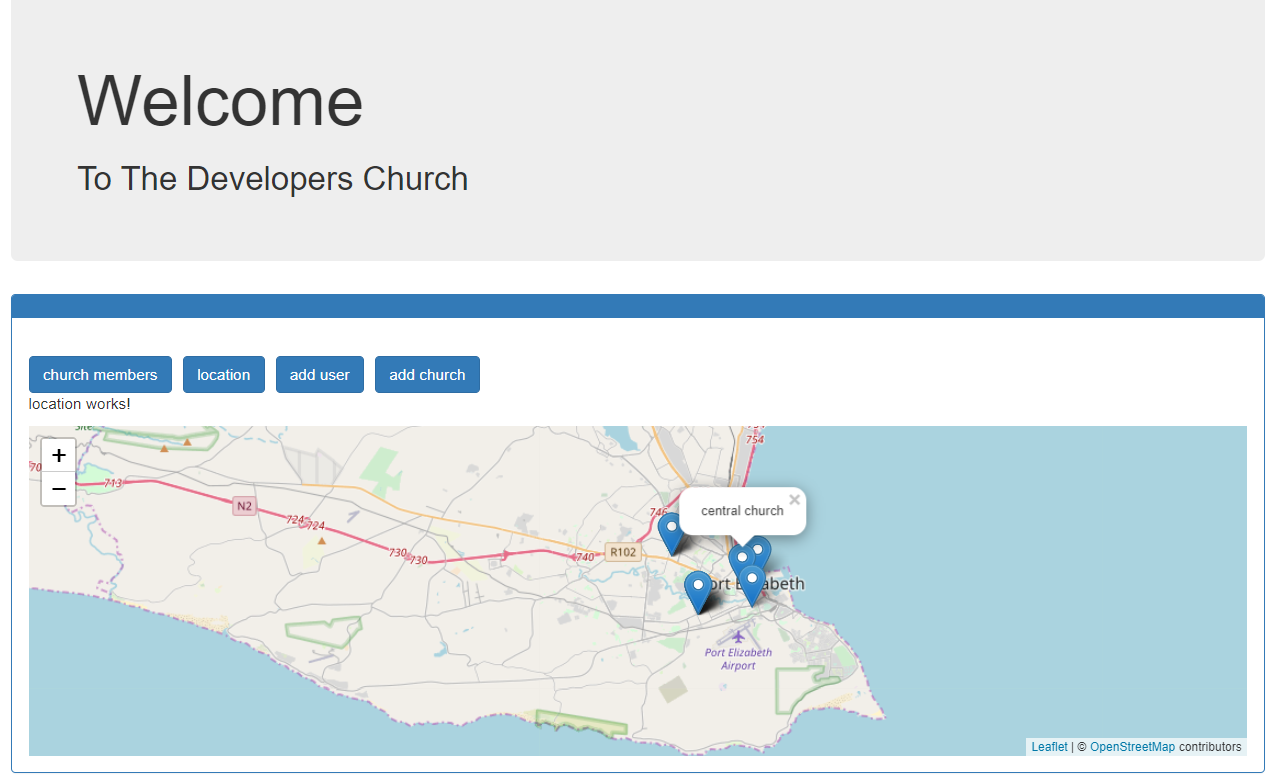 Welcome
To The Developers Church
church members location add user add church
location works!
Site
+
−
713
N2
724 724
730 730
740
R102
746
754
central church ×
Port Elizabeth
Port Elizabeth
Airport
Leaflet | © OpenStreetMap contributors